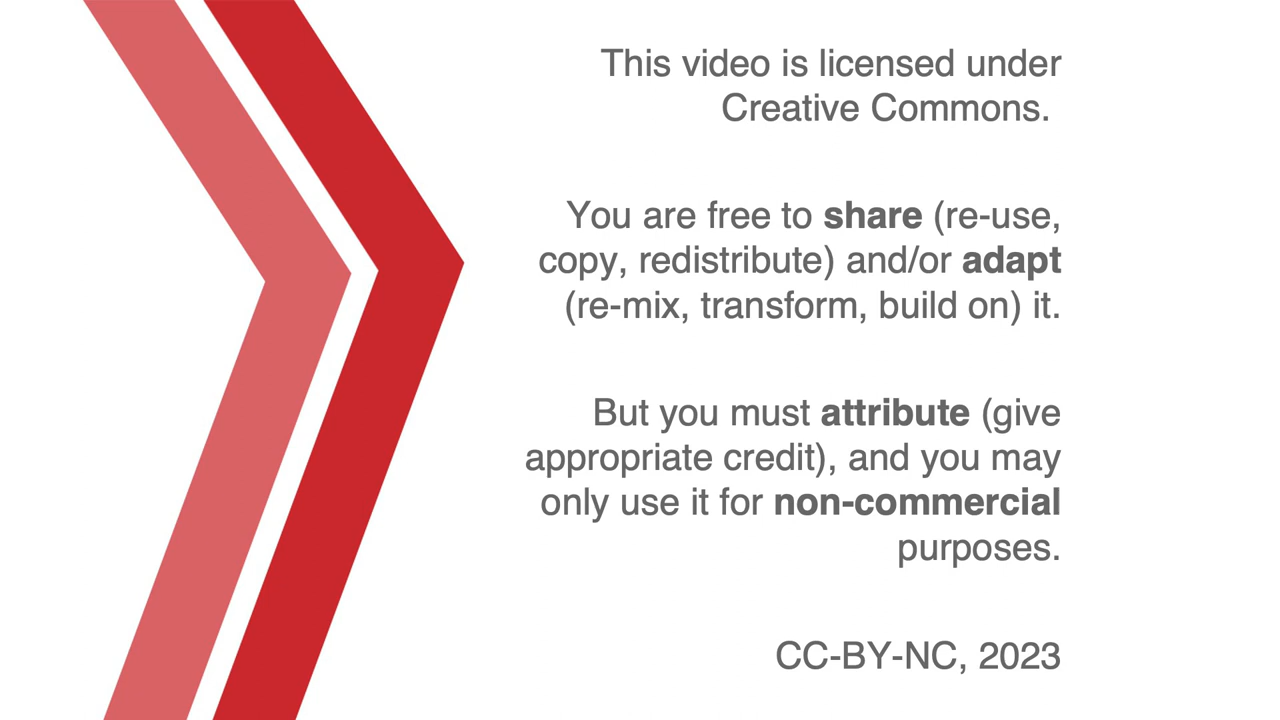 This video is licensed under
Creative Commons.
You are free to share (re-use,
copy, redistribute) and/or adapt
(re-mix, transform, build on) it.
But you must attribute (give
appropriate credit), and you may
only use it for non-commercial
purposes.
CC-BY-NC, 2023